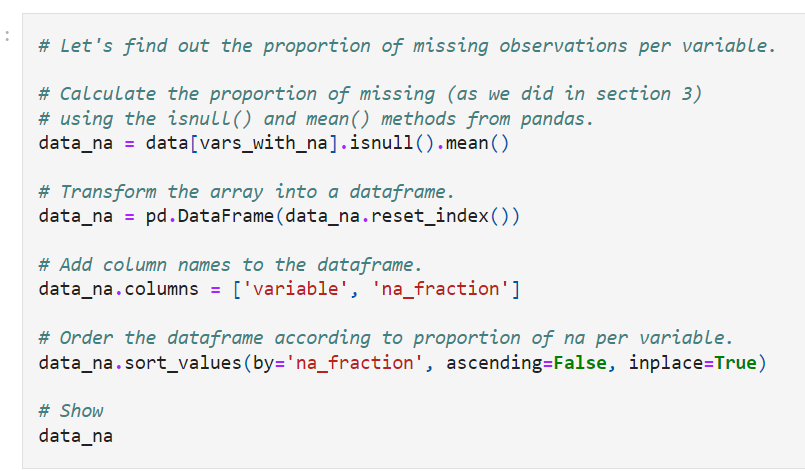 :
# Let's find out the proportion of missing observations per variable.
# Calculate the proportion of missing (as we did in section 3)
# using the isnull() and mean() methods from pandas.
data_na = data[vars_with_na].isnull().mean()
# Transform the array into a dataframe.
data_na = pd.DataFrame(data_na.reset_index())
# Add column names to the dataframe.
data_na.columns = ['variable', 'na_fraction']
# Order the dataframe according to proportion of na per variable.
data_na.sort_values(by='na_fraction', ascending=False, inplace=True)
# Show
data_na